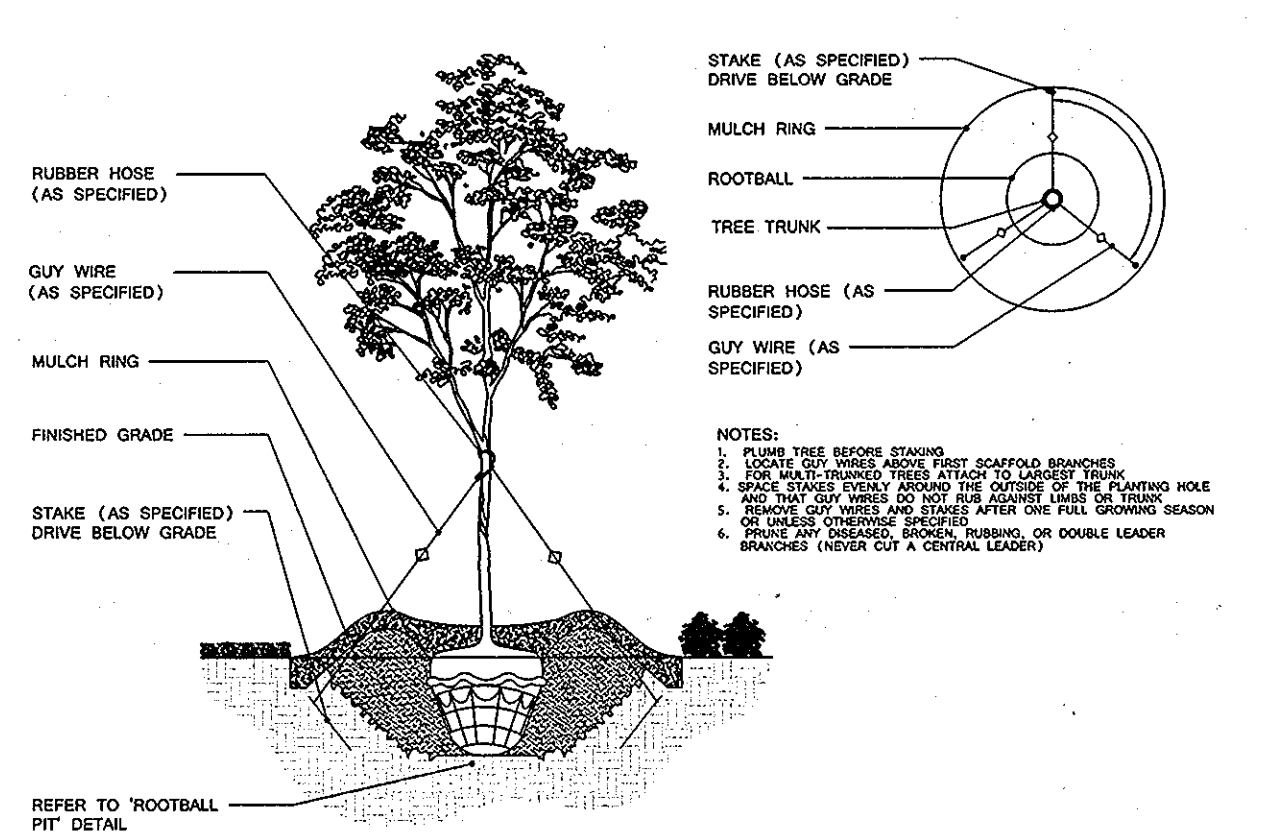 RUBBER HOSE
(AS SPECIFIED)
GUY WIRE
(AS SPECIFIED)
MULCH RING
FINISHED GRADE
STAKE (AS SPECIFIED)
DRIVE BELOW GRADE
REFER TO 'ROOTBALL
PIT' DETAIL
STAKE (AS SPECIFIED)
DRIVE BELOW GRADE
MULCH RING
ROOTBALL
TREE TRUNK
RUBBER HOSE (AS
SPECIFIED)
GUY WIRE (AS
SPECIFIED)
NOTES:
1. PLUMB TREE BEFORE STAKING
2. LOCATE GUY WIRES ABOVE FIRST SCAFFOLD BRANCHES
3. FOR MULTI-TRUNKED TREES ATTACH TO LARGEST TRUNK
4. SPACE STAKES EVENLY AROUND THE OUTSIDE OF THE PLANTING HOLE
AND THAT GUY WIRES DO NOT RUB AGAINST LIMBS OR TRUNK
5. REMOVE GUY WIRES AND STAKES AFTER ONE FULL GROWING SEASON
OR UNLESS OTHERWISE SPECIFIED
6. PRUNE ANY DISEASED, BROKEN, RUBBING, OR DOUBLE LEADER
BRANCHES (NEVER CUT A CENTRAL LEADER)